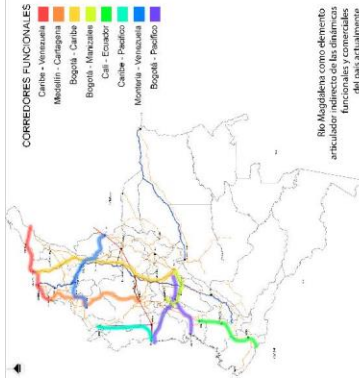 CORREDORES FUNCIONALES
Caribe - Venezuela
Medellín - Cartagena
Bogotá - Caribe
Bogotá - Manizales
Cali - Ecuador
Caribe - Pacífico
Montería - Venezuela
Bogotá - Pacífico
Río Magdalena como elemento
articulador indirecto de las dinámicas
funcionales y comerciales
del país actualmente